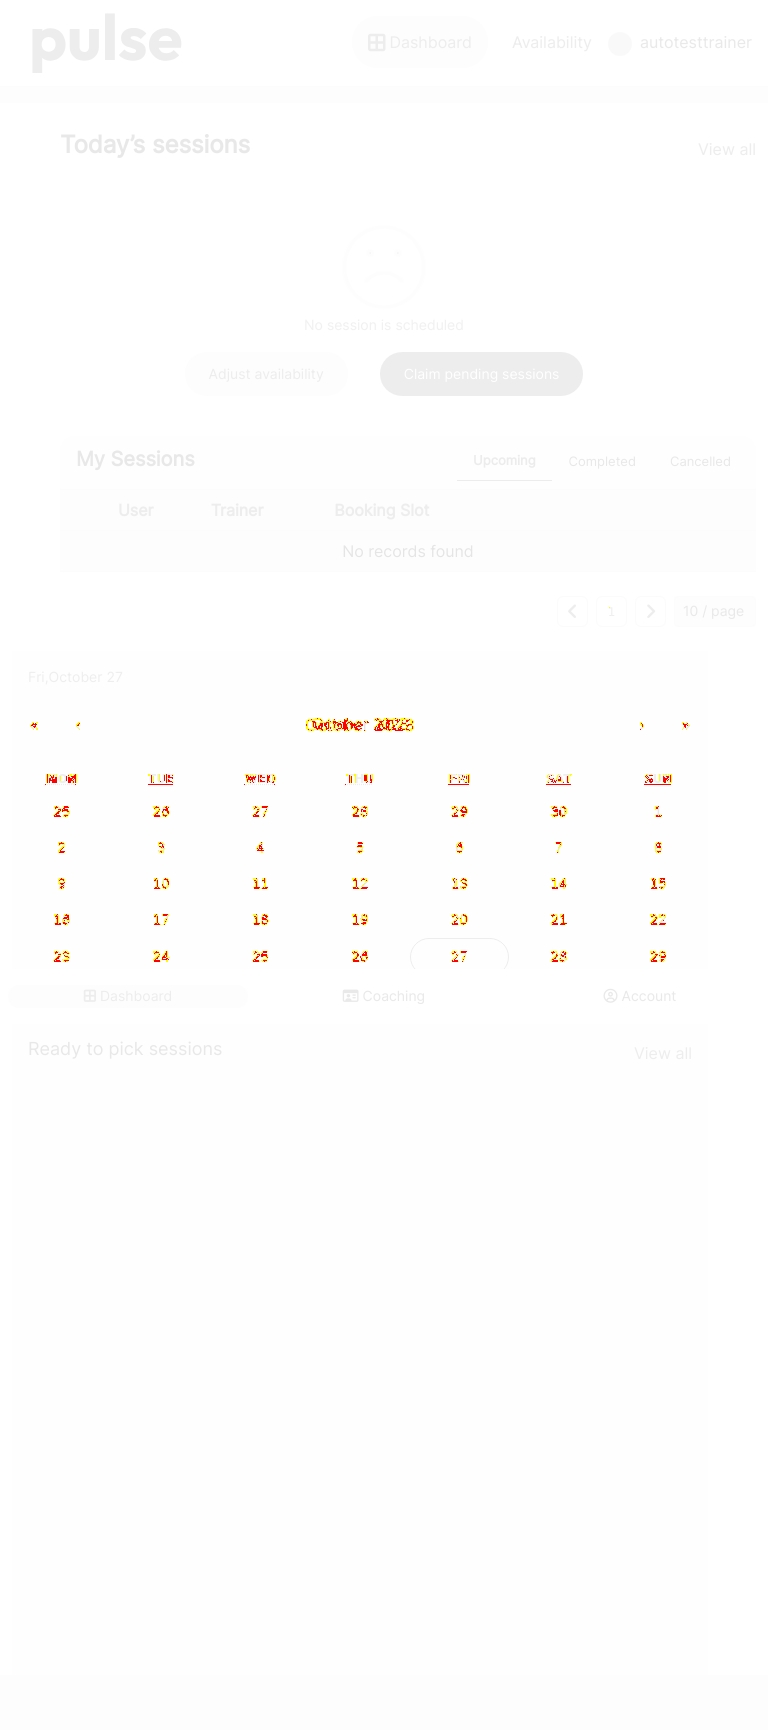 pulse
Dashboard Availability autotesttrainer
Today’s sessions View all
No session is scheduled
Adjust availability Claim pending sessions
My Sessions Upcoming Completed Cancelled
User Trainer Booking Slot
No records found
1 10 / page
Fri,October 27
« ‹ October 2023 › »
MON TUE WED THU FRI SAT SUN
25 26 27 28 29 30 1
2 3 4 5 6 7 8
9 10 11 12 13 14 15
16 17 18 19 20 21 22
23 24 25 26 27 28 29
Dashboard Coaching Account
Ready to pick sessions View all